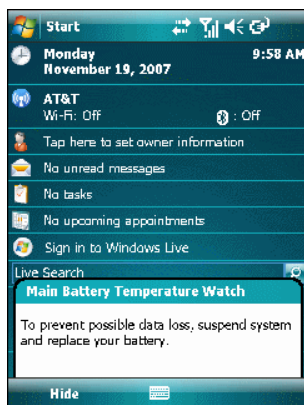 Start
Monday 9:58 AM
November 19, 2007
AT&T
Wi-Fi: Off : Off
Tap here to set owner information
No unread messages
No tasks
No upcoming appointments
Sign in to Windows Live
Live Search
Main Battery Temperature Watch
To prevent possible data loss, suspend system
and replace your battery.
Hide